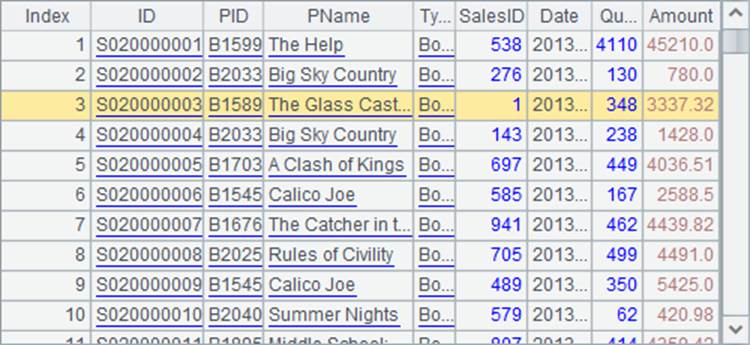 Index ID PID PName Ty... SalesID Date Qu... Amount
1 S020000001 B1599 The Help Bo... 538 2013... 4110 45210.0
2 S020000002 B2033 Big Sky Country Bo... 276 2013... 130 780.0
3 S020000003 B1589 The Glass Cast... Bo... 1 2013... 348 3337.32
4 S020000004 B2033 Big Sky Country Bo... 143 2013... 238 1428.0
5 S020000005 B1703 A Clash of Kings Bo... 697 2013... 449 4036.51
6 S020000006 B1545 Calico Joe Bo... 585 2013... 167 2588.5
7 S020000007 B1676 The Catcher in t... Bo... 941 2013... 462 4439.82
8 S020000008 B2025 Rules of Civility Bo... 705 2013... 499 4491.0
9 S020000009 B1545 Calico Joe Bo... 489 2013... 350 5425.0
10 S020000010 B2040 Summer Nights Bo... 579 2013... 62 420.98
11 S020000011 Middle School: